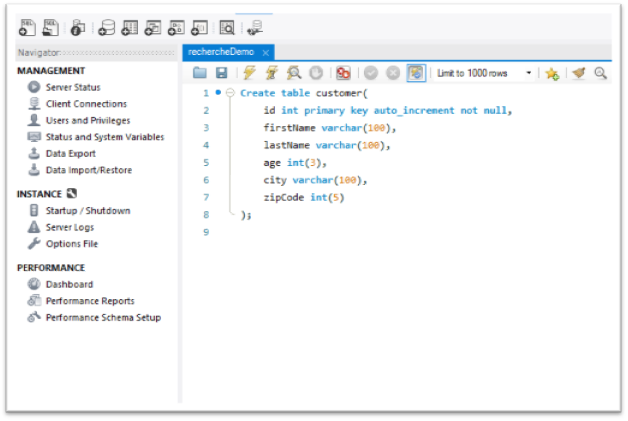 Navigator
MANAGEMENT
Server Status
Client Connections
Users and Privileges
Status and System Variables
Data Export
Data Import/Restore
INSTANCE
Startup / Shutdown
Server Logs
Options File
PERFORMANCE
Dashboard
Performance Reports
Performance Schema Setup
rechercheDemo ×
Limit to 1000 rows
1 Create table customer(
2 id int primary key auto_increment not null,
3 firstName varchar(100),
4 lastName varchar(100),
5 age int(3),
6 city varchar(100),
7 zipCode int(5)
8 );
9